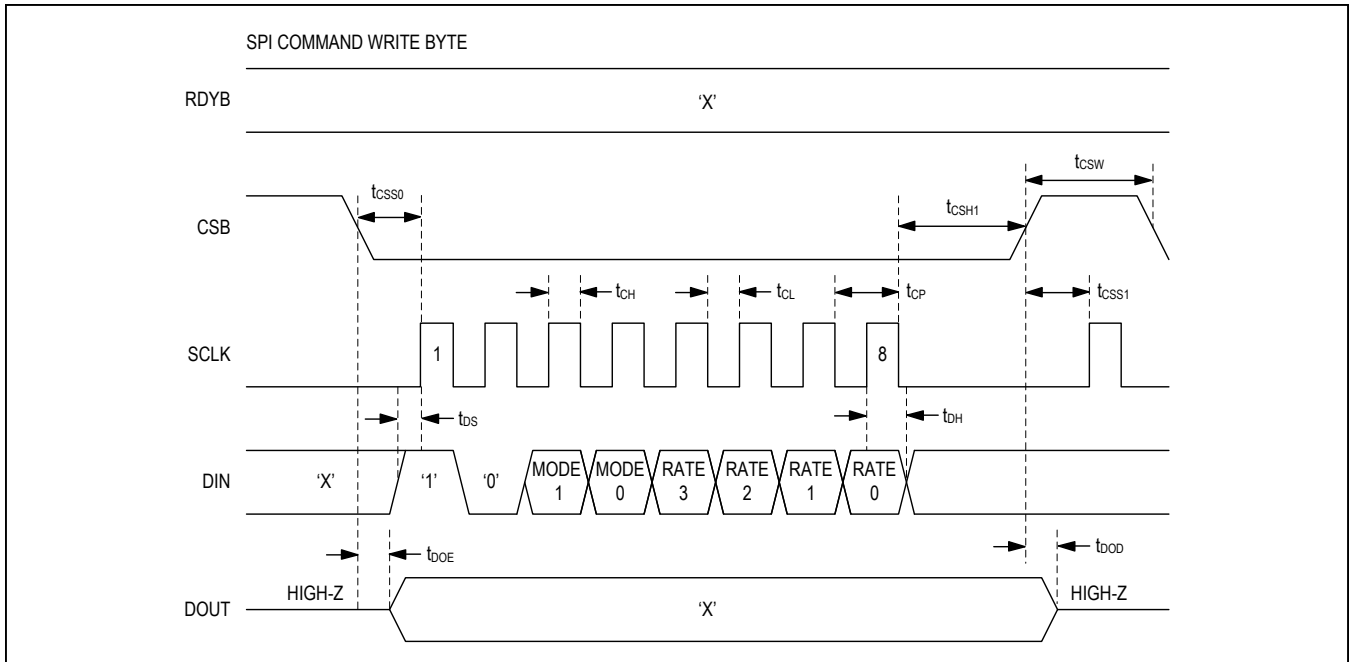 SPI COMMAND WRITE BYTE
RDYB
‘X’
tCSW
tCSS0
tCSH1
CSB
tCH
tCL
tCP
tCSS1
SCLK
1
8
tDS
tDH
DIN
‘X’
‘1’
‘0’
MODE
1
MODE
0
RATE
3
RATE
2
RATE
1
RATE
0
tDOE
tDOD
HIGH-Z
HIGH-Z
DOUT
‘X’